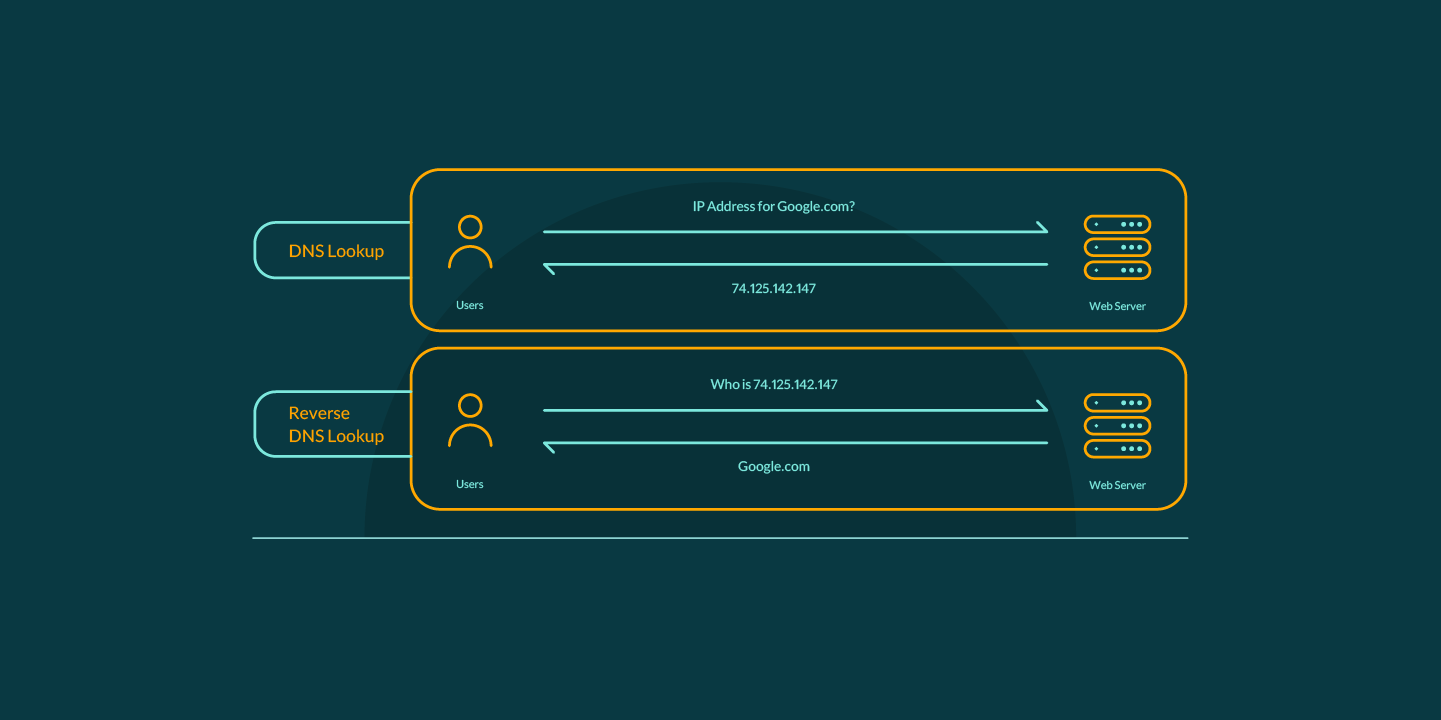 IP Address for Google.com?
DNS Lookup
74.125.142.147
Users
Web Server
Who is 74.125.142.147
Reverse
DNS Lookup
Google.com
Users
Web Server